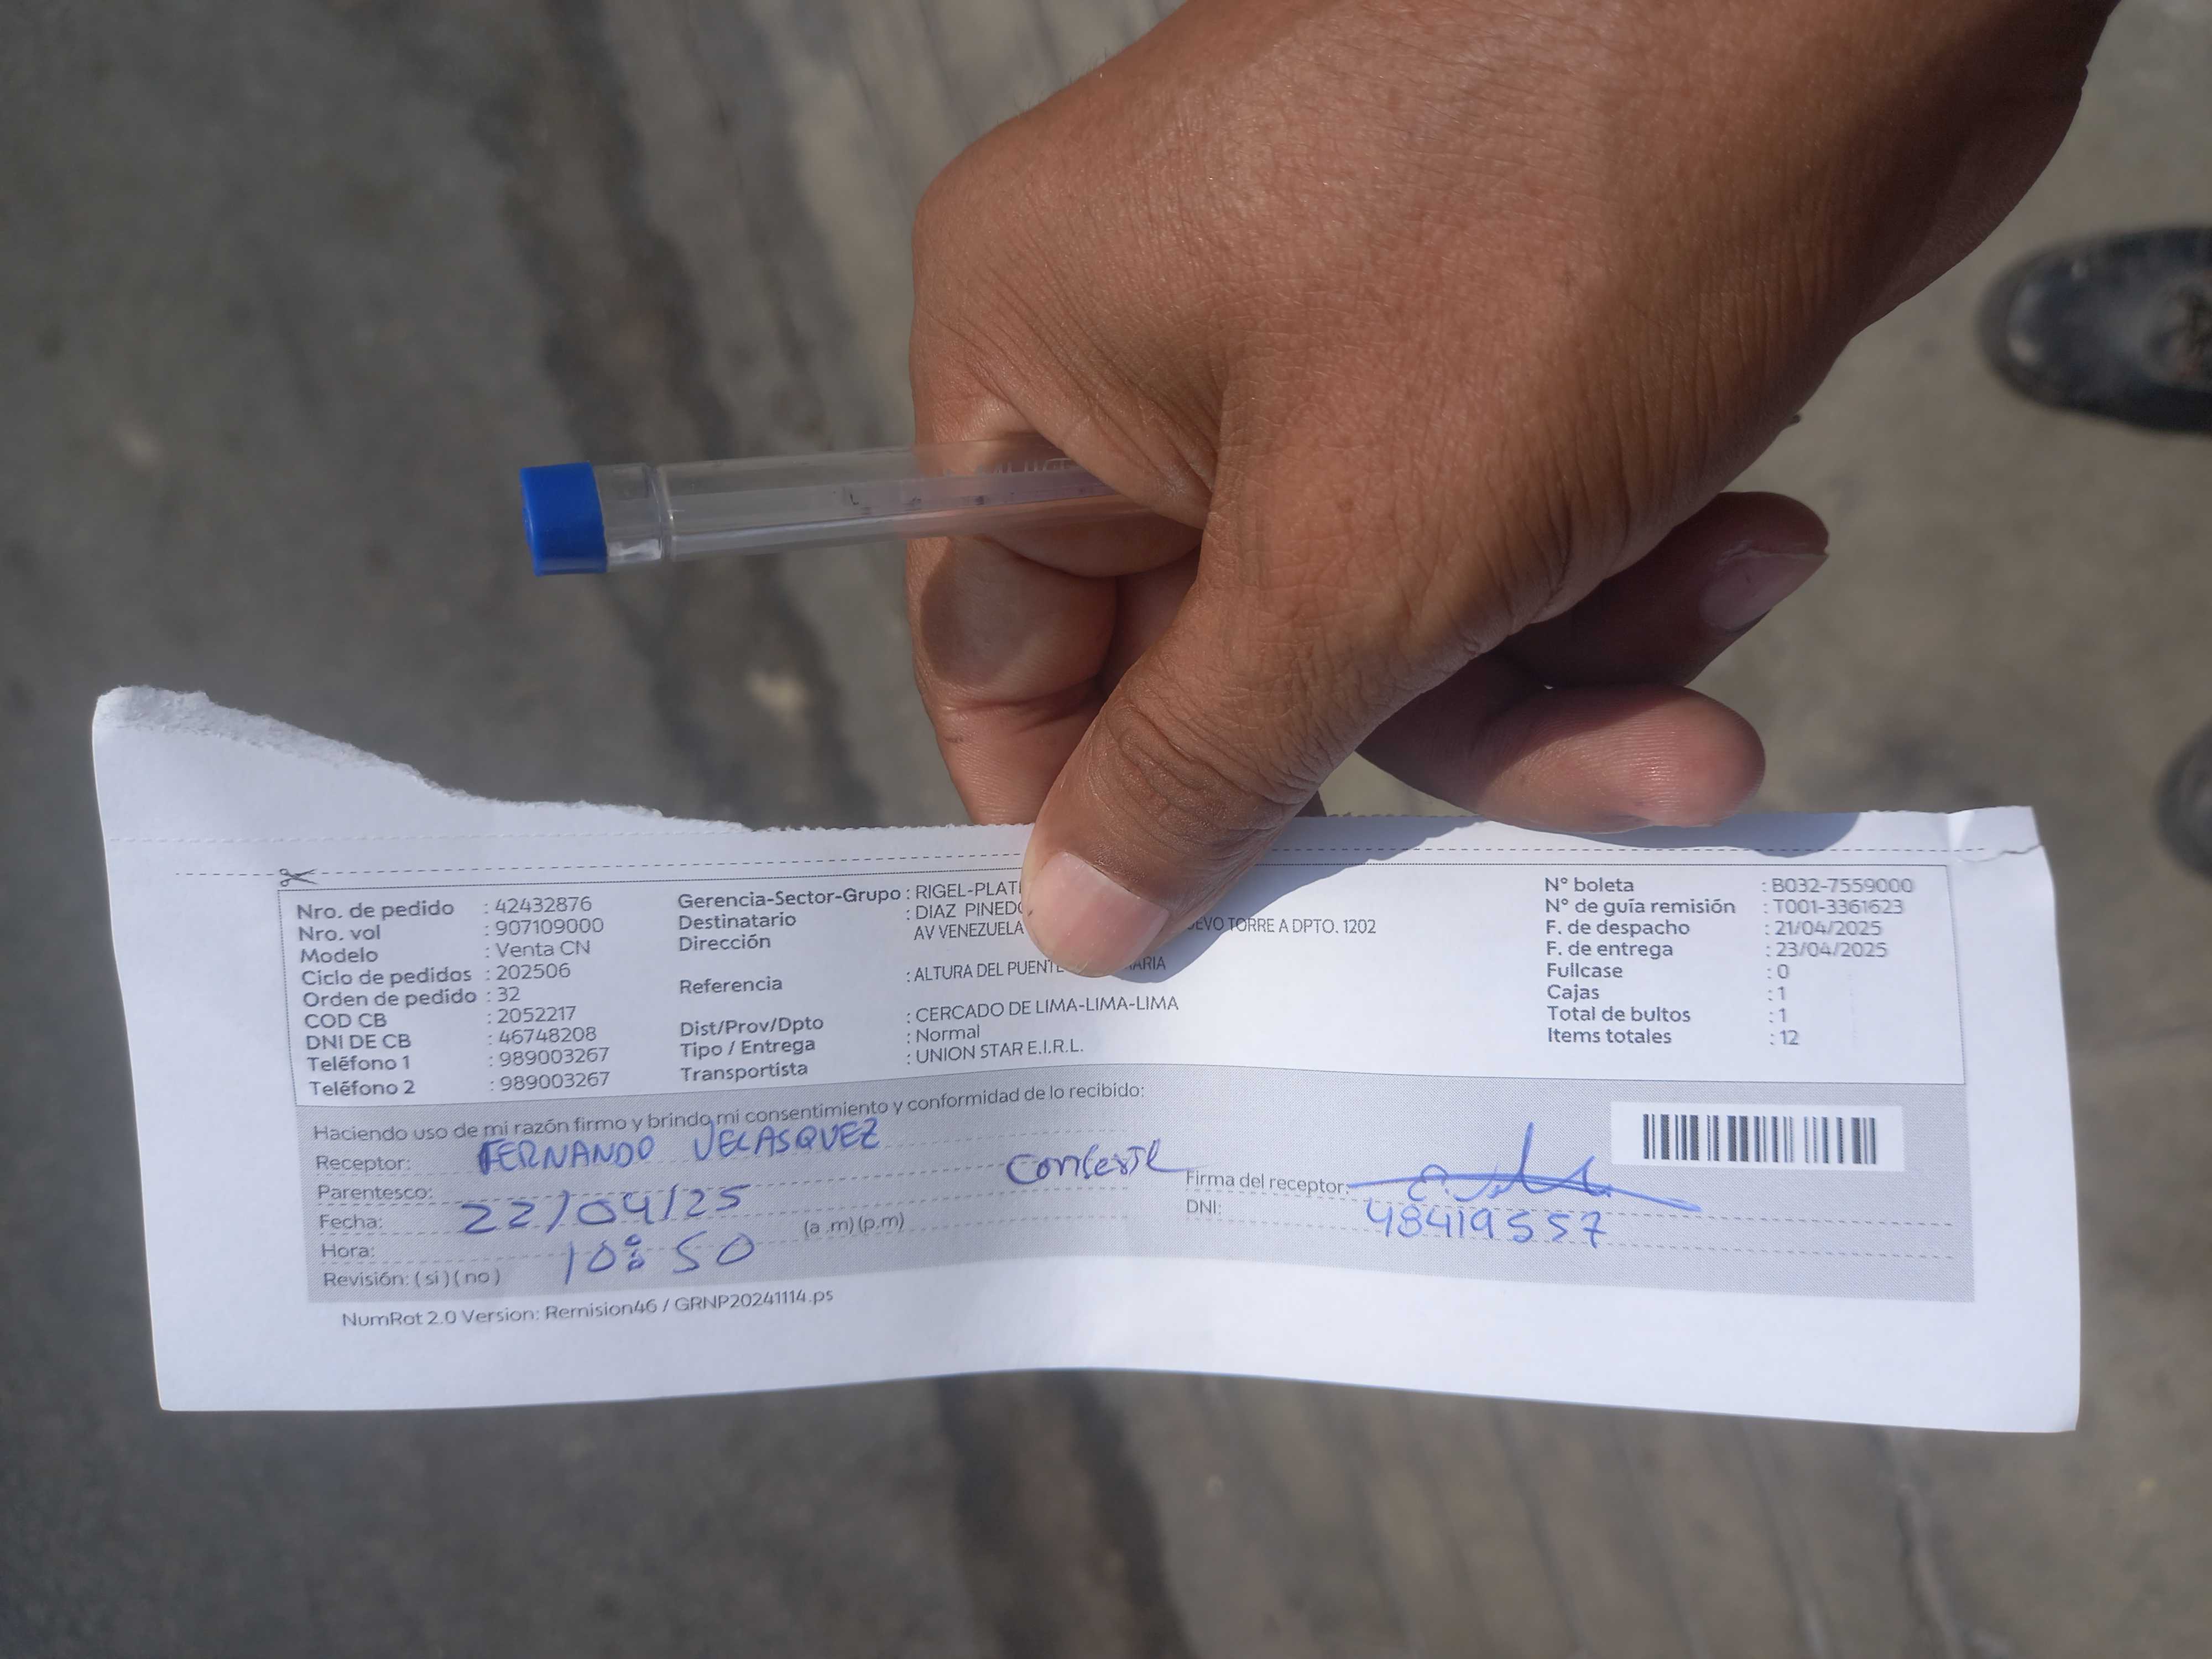 Nro. de pedido : 42432876
Nro. vol : 907109000
Modelo : Venta CN
Ciclo de pedidos : 202506
Orden de pedido : 32
COD CB : 2052217
DNI DE CB : 46748208
Teléfono 1 : 989003267
Teléfono 2 : 989003267
Gerencia-Sector-Grupo : RIGEL-PLATI
Destinatario : DIAZ PINEDO
Dirección AV VENEZUELA EVO TORRE A DPTO. 1202
Referencia : ALTURA DEL PUENTE ARIA
Dist/Prov/Dpto : CERCADO DE LIMA-LIMA-LIMA
Tipo / Entrega : Normal
Transportista : UNION STAR E.I.R.L.
N° boleta : B032-7559000
N° de guía remisión : T001-3361623
F. de despacho : 21/04/2025
F. de entrega : 23/04/2025
Fullcase : 0
Cajas : 1
Total de bultos : 1
Items totales : 12
Haciendo uso de mi razón firmo y brindo mi consentimiento y conformidad de lo recibido:
Receptor: FERNANDO VELASQUEZ
Parentesco:
Fecha: 22/04/25
Hora: 10:50 (a .m) (p.m)
Revisión: ( si ) ( no )
Firma del receptor:
DNI: 48419557
NumRot 2.0 Version: Remision46 / GRNP20241114.ps